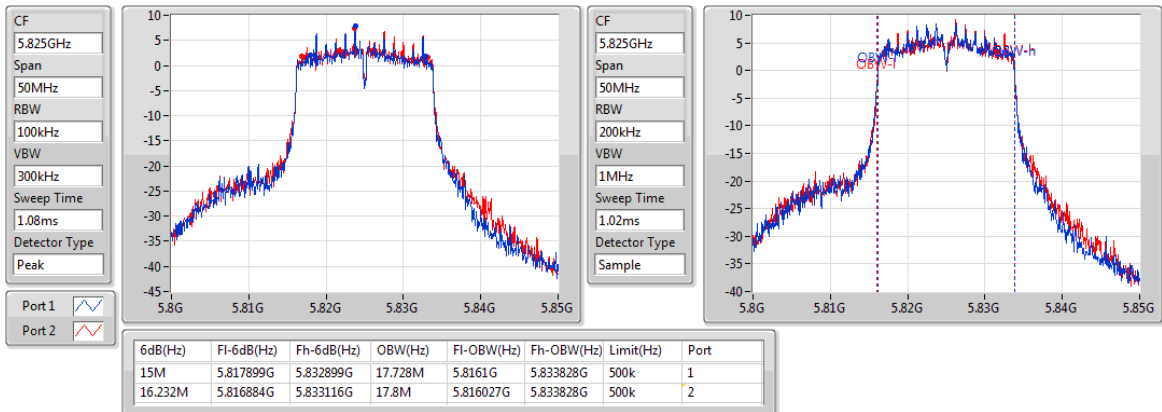 CF
5.825GHz
Span
50MHz
RBW
100kHz
VBW
300kHz
Sweep Time
1.08ms
Detector Type
Peak
Port 1
Port 2
10
5
0
-5
-10
-15
-20
-25
-30
-35
-40
-45
5.8G 5.81G 5.82G 5.83G 5.84G 5.85G
CF
5.825GHz
Span
50MHz
RBW
200kHz
VBW
1MHz
Sweep Time
1.02ms
Detector Type
Sample
10
5
0
-5
-10
-15
-20
-25
-30
-35
-40
OBW-l
OBW-h
5.8G 5.81G 5.82G 5.83G 5.84G 5.85G
6dB(Hz) Fl-6dB(Hz) Fh-6dB(Hz) OBW(Hz) Fl-OBW(Hz) Fh-OBW(Hz) Limit(Hz) Port
15M 5.817899G 5.832899G 17.728M 5.8161G 5.833828G 500k 1
16.232M 5.816884G 5.833116G 17.8M 5.816027G 5.833828G 500k 2